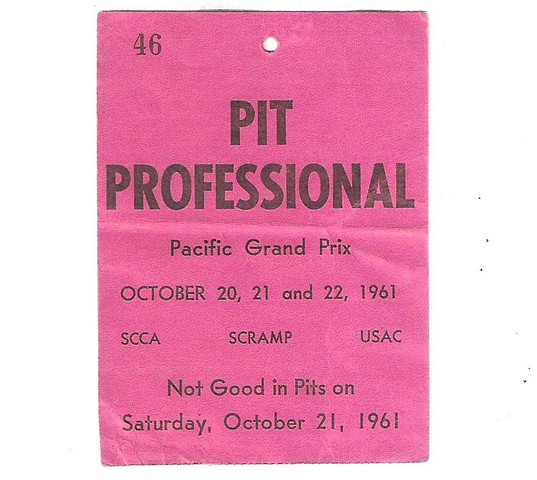 46
PIT
PROFESSIONAL
Pacific Grand Prix
OCTOBER 20, 21 and 22, 1961
SCCA SCRAMP USAC
Not Good in Pits on
Saturday, October 21, 1961